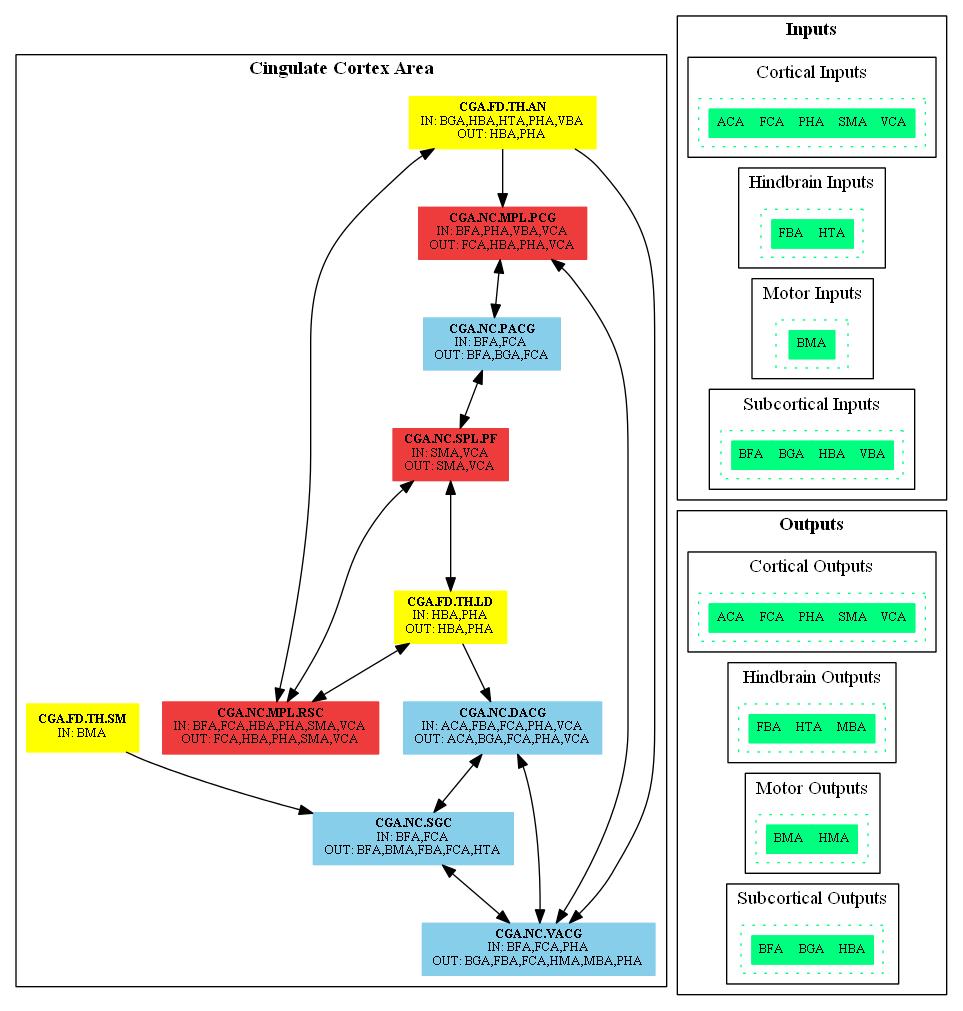 Cingulate Cortex Area
CGA.FD.TH.AN
IN: BGA,HBA,HTA,PHA,VBA
OUT: HBA,PHA
CGA.NC.MPL.PCG
IN: BFA,PHA,VBA,VCA
OUT: FCA,HBA,PHA,VCA
CGA.NC.PACG
IN: BFA,FCA
OUT: BFA,BGA,FCA
CGA.NC.SPL.PF
IN: SMA,VCA
OUT: SMA,VCA
CGA.FD.TH.LD
IN: HBA,PHA
OUT: HBA,PHA
CGA.FD.TH.SM
IN: BMA
CGA.NC.MPL.RSC
IN: BFA,FCA,HBA,PHA,SMA,VCA
OUT: FCA,HBA,PHA,SMA,VCA
CGA.NC.DACG
IN: ACA,FBA,FCA,PHA,VCA
OUT: ACA,BGA,FCA,PHA,VCA
CGA.NC.SGC
IN: BFA,FCA
OUT: BFA,BMA,FBA,FCA,HTA
CGA.NC.VACG
IN: BFA,FCA,PHA
OUT: BGA,FBA,FCA,HMA,MBA,PHA
Inputs
Cortical Inputs
ACA FCA PHA SMA VCA
Hindbrain Inputs
FBA HTA
Motor Inputs
BMA
Subcortical Inputs
BFA BGA HBA VBA
Outputs
Cortical Outputs
ACA FCA PHA SMA VCA
Hindbrain Outputs
FBA HTA MBA
Motor Outputs
BMA HMA
Subcortical Outputs
BFA BGA HBA